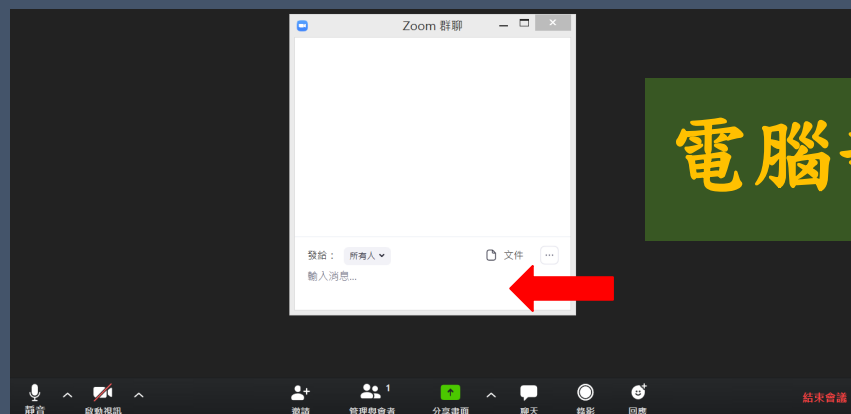 Zoom 群聊
電腦
發給： 所有人
文件
輸入消息...
靜音
啟動視訊
邀請
管理與會者
1
分享畫面
聊天
錄影
回應
結束會議